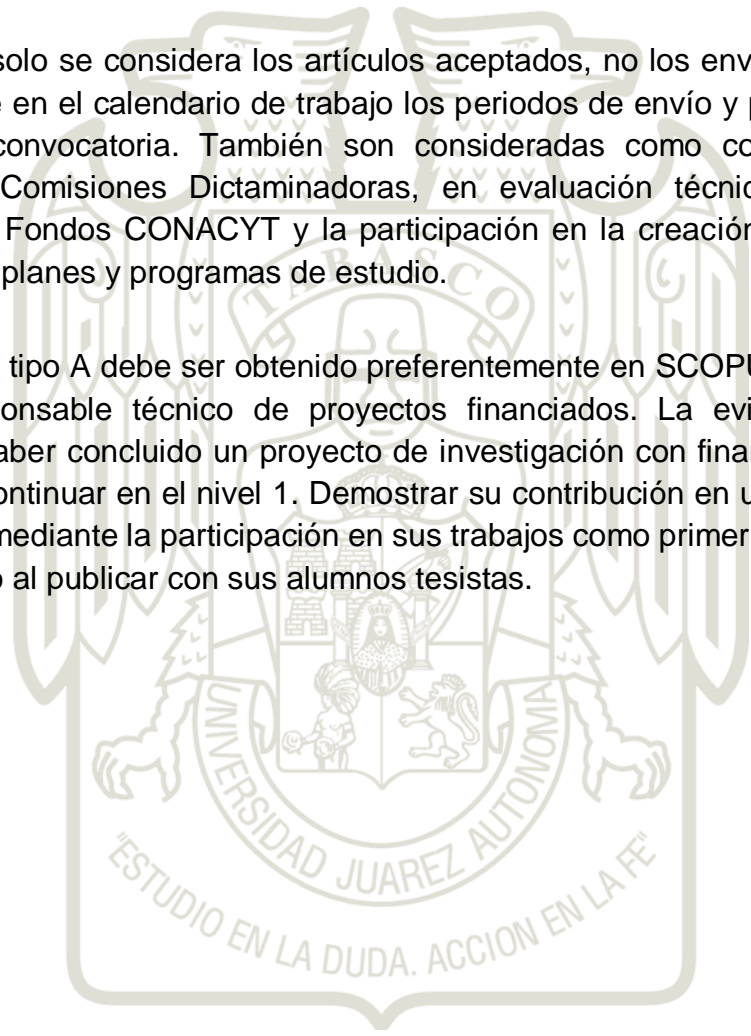 solo se considera los artículos aceptados, no los env
en el calendario de trabajo los periodos de envío y
convocatoria. También son consideradas como co
Comisiones Dictaminadoras, en evaluación técnic
Fondos CONACYT y la participación en la creación
planes y programas de estudio.
tipo A debe ser obtenido preferentemente en SCOPU
onsable técnico de proyectos financiados. La evi
aber concluido un proyecto de investigación con finan
ontinuar en el nivel 1. Demostrar su contribución en u
mediante la participación en sus trabajos como primer
o al publicar con sus alumnos tesistas.
TABASCO
UNIVERSIDAD JUAREZ AUTONOMA
"ESTUDIO EN LA DUDA. ACCION EN LA FE"